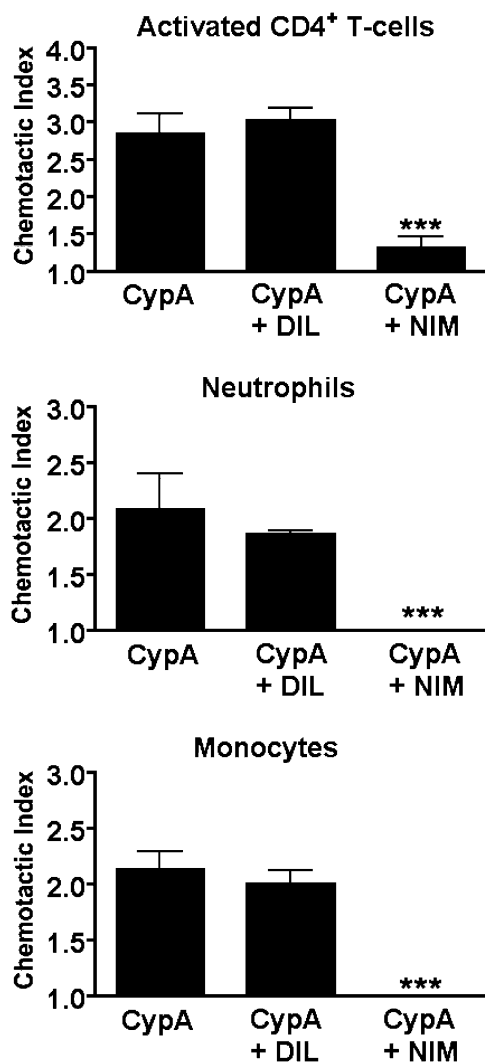 Activated CD4⁺ T-cells
Chemotactic Index
4.0
3.5
3.0
2.5
2.0
1.5
1.0
***
CypA
CypA
+ DIL
CypA
+ NIM
Neutrophils
Chemotactic Index
3.0
2.5
2.0
1.5
1.0
***
CypA
CypA
+ DIL
CypA
+ NIM
Monocytes
Chemotactic Index
3.0
2.5
2.0
1.5
1.0
***
CypA
CypA
+ DIL
CypA
+ NIM